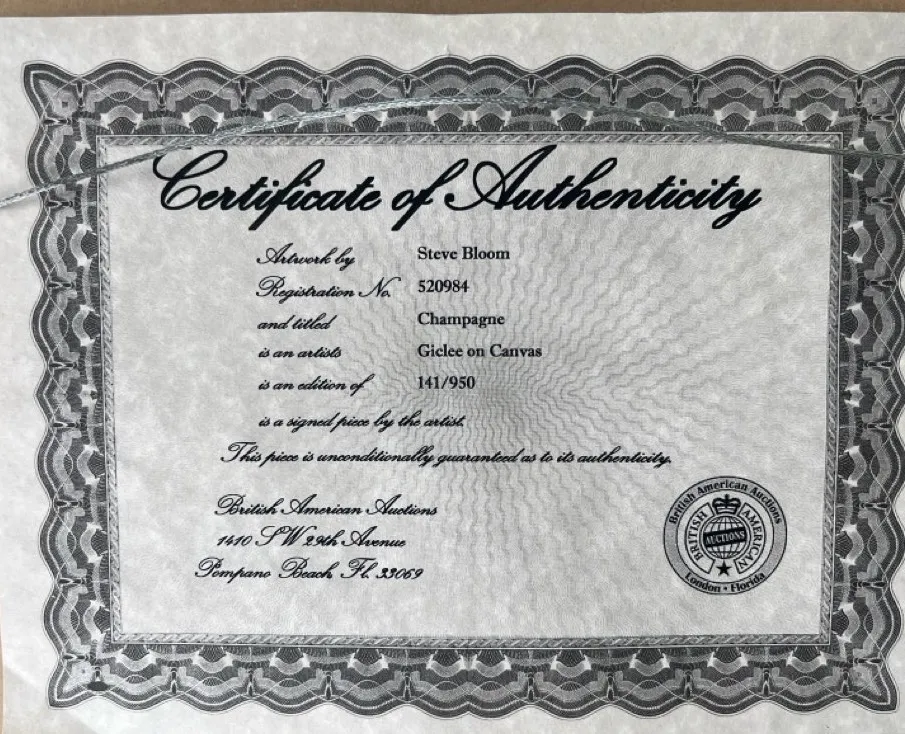 Certificate of Authenticity
Artwork by Steve Bloom
Registration No. 520984
and titled Champagne
is an artists Giclee on Canvas
is an edition of 141/950
is a signed piece by the artist.
This piece is unconditionally guaranteed as to its authenticity.
British American Auctions
1410 SW 29th Avenue
Pompano Beach, Fl. 33069
British American Auctions
BRITISH AMERICAN
AUCTIONS
London • Florida